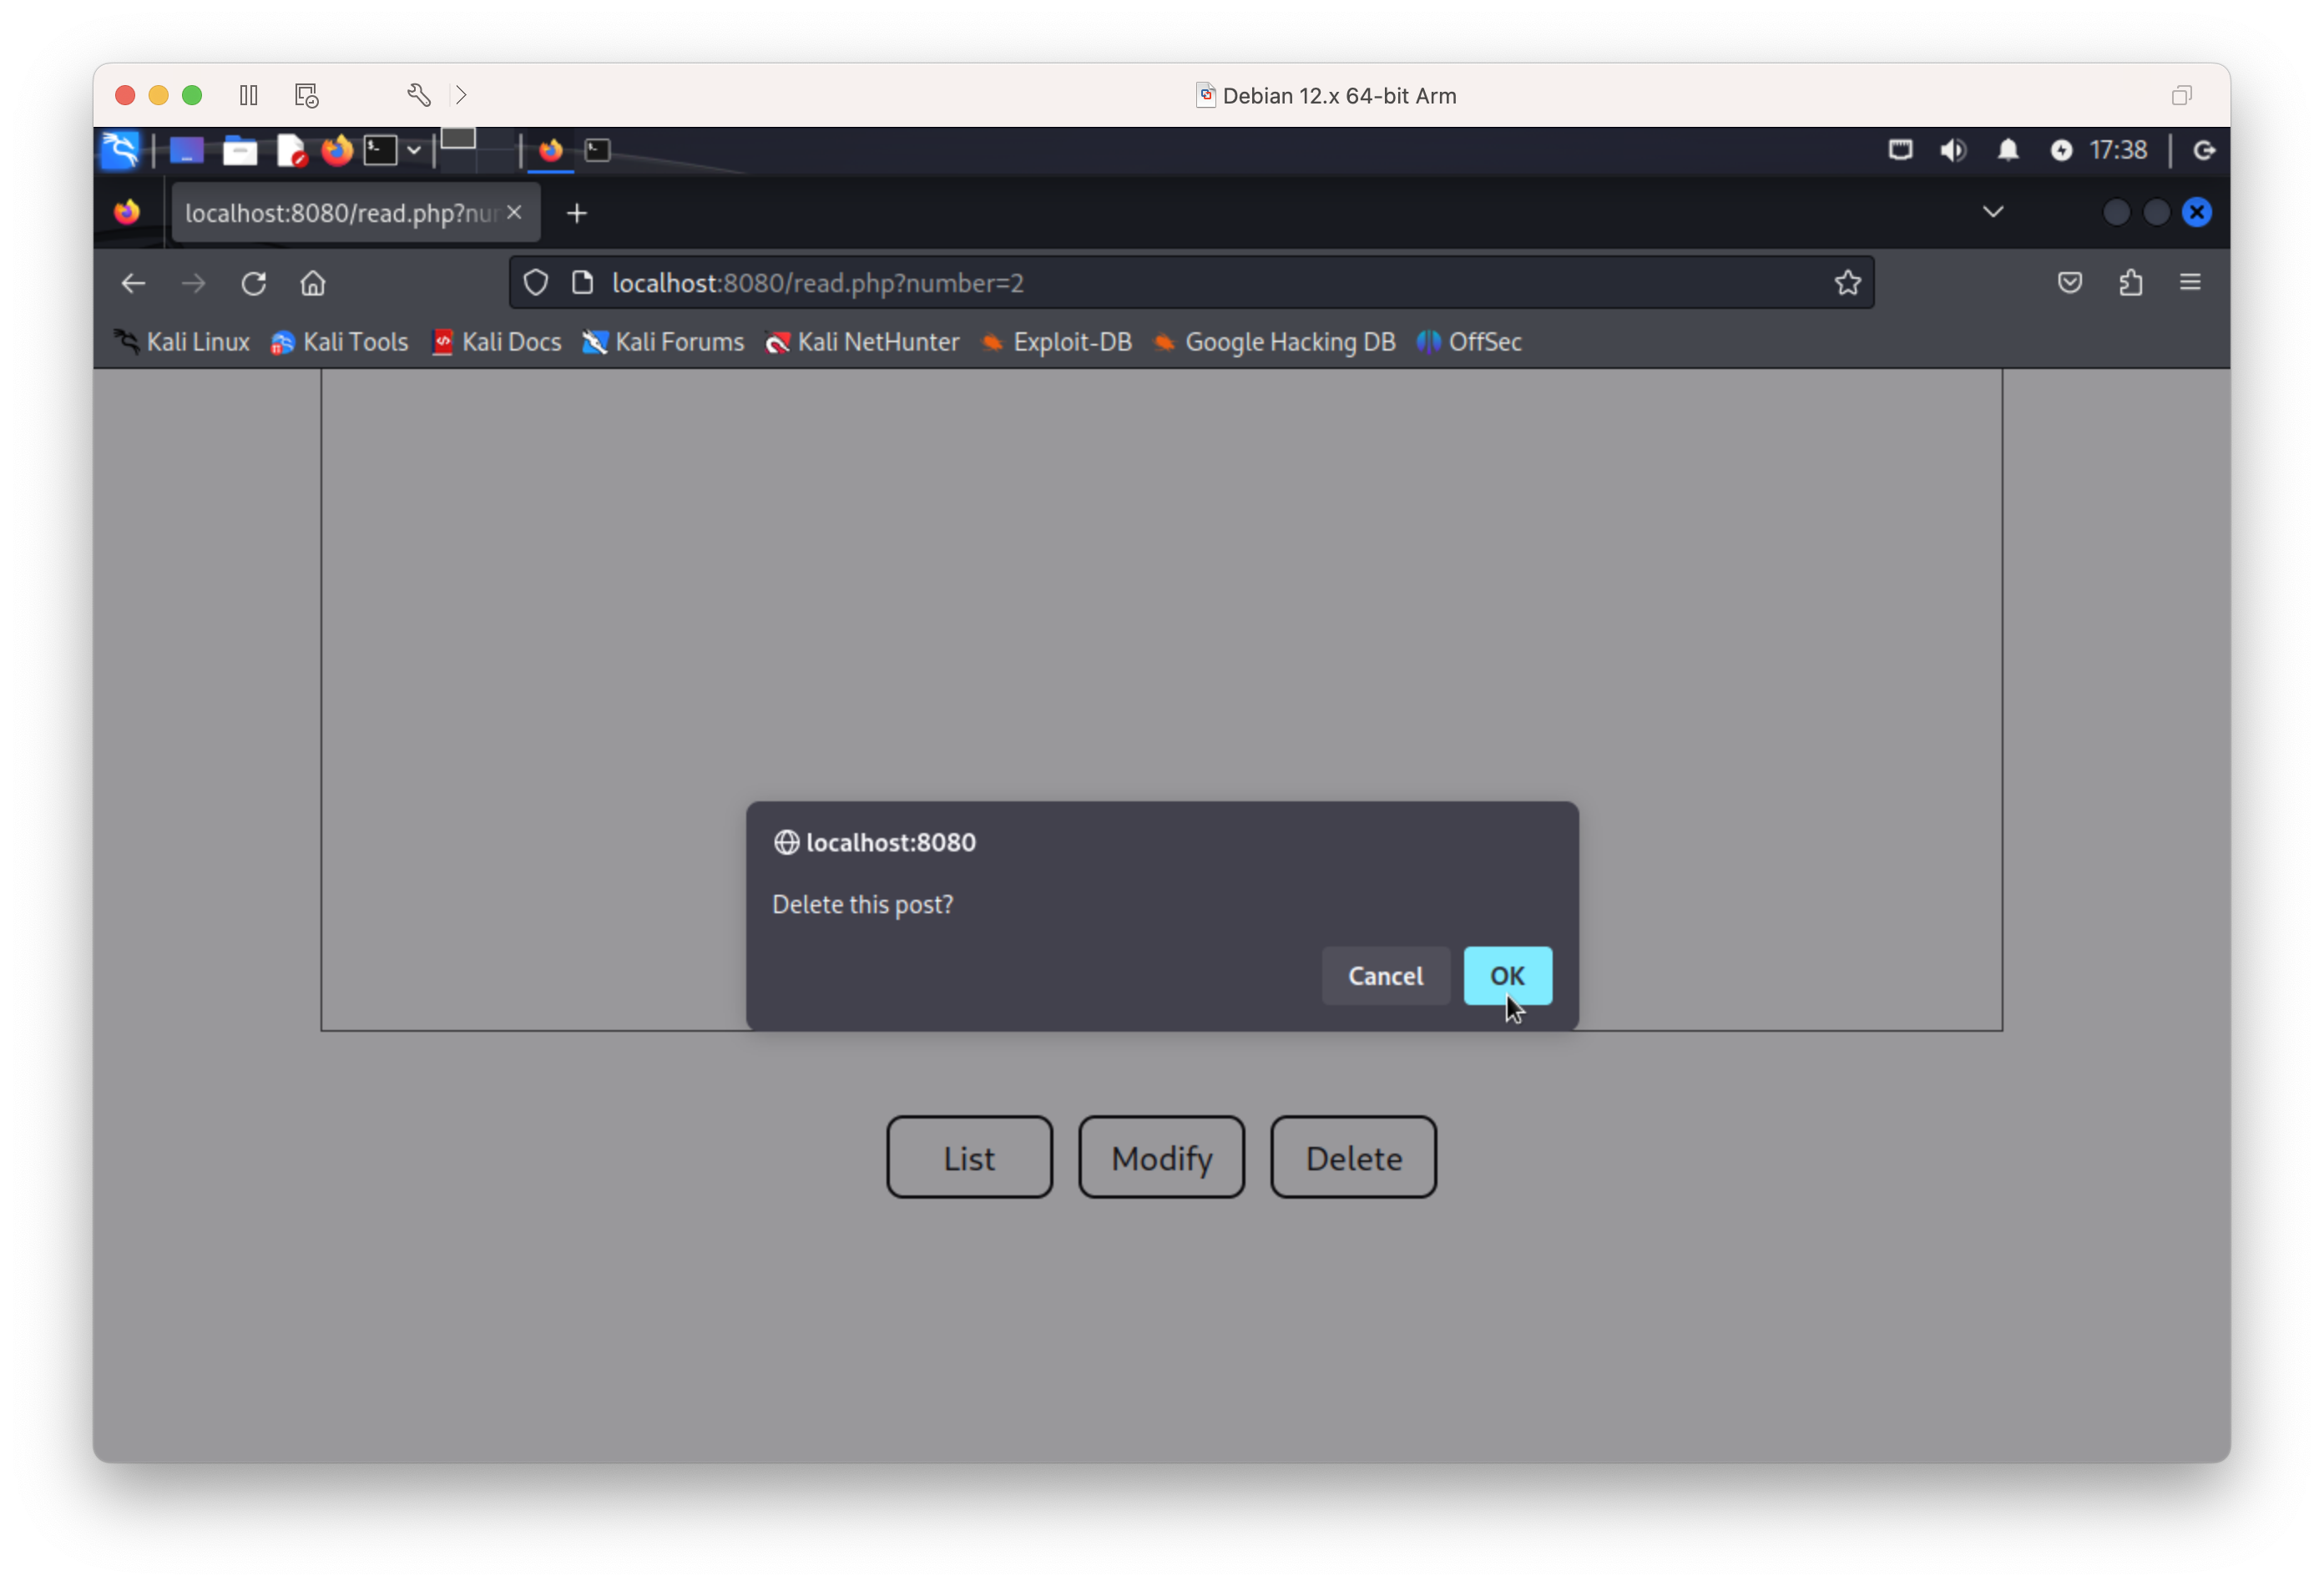 Debian 12.x 64-bit Arm
17:38
localhost:8080/read.php?nur
localhost:8080/read.php?number=2
Kali Linux Kali Tools Kali Docs Kali Forums Kali NetHunter Exploit-DB Google Hacking DB OffSec
localhost:8080
Delete this post?
Cancel OK
List Modify Delete